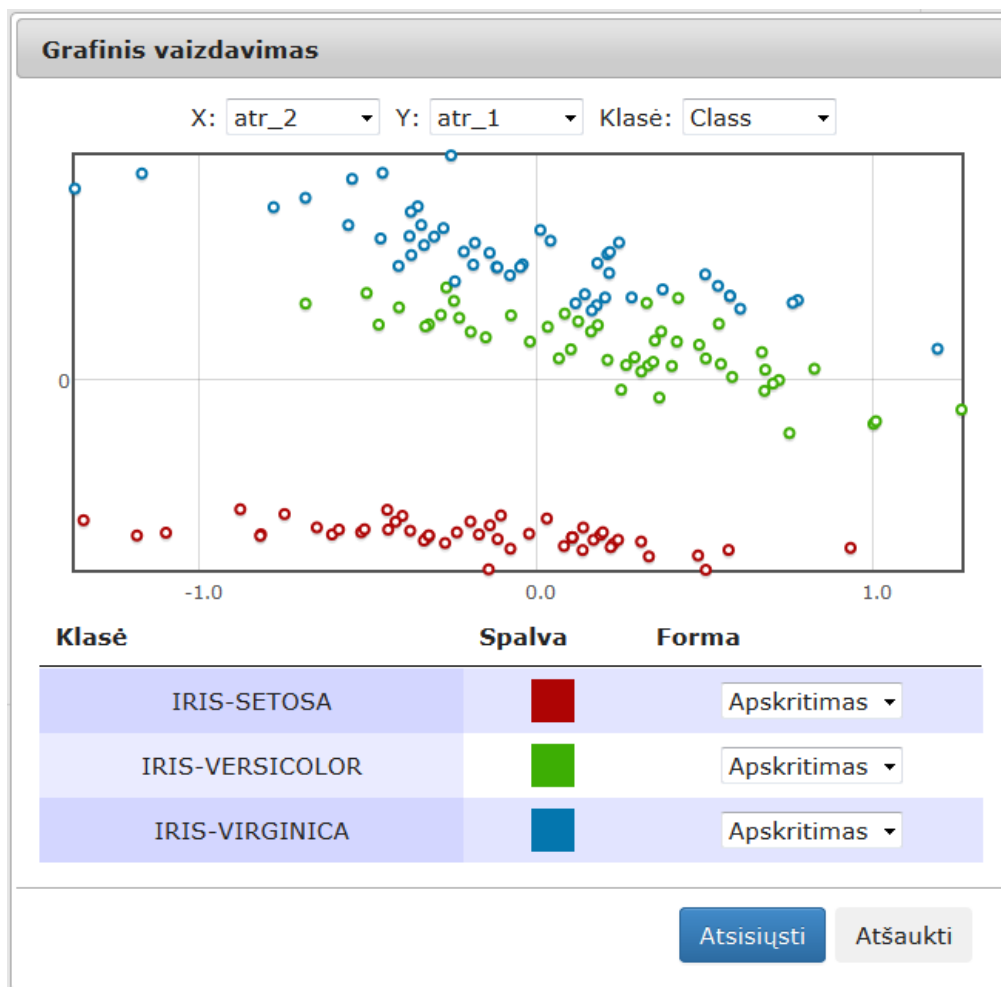 Grafinis vaizdavimas
X: atr_2 Y: atr_1 Klasė: Class
0
-1.0 0.0 1.0
Klasė Spalva Forma
IRIS-SETOSA Apskritimas
IRIS-VERSICOLOR Apskritimas
IRIS-VIRGINICA Apskritimas
Atsisiųsti Atšaukti